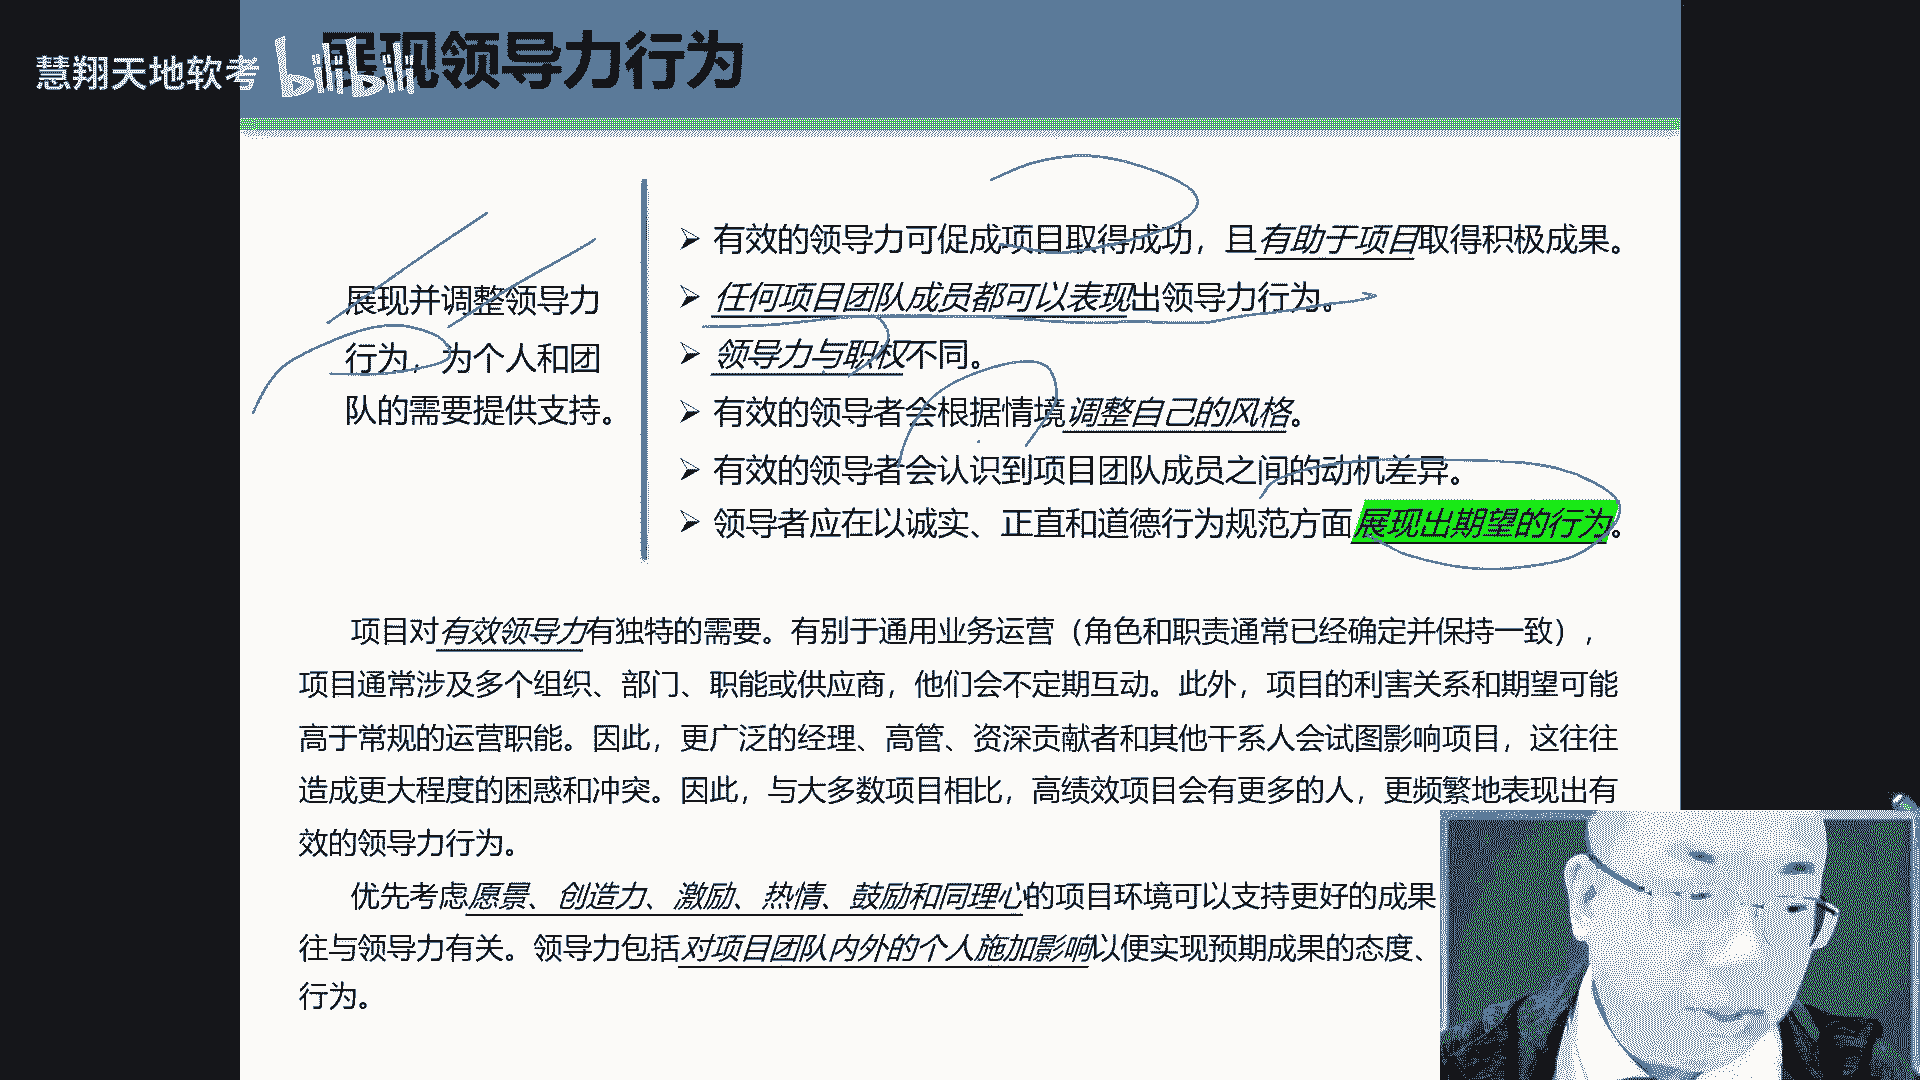 慧翔天地软考
bilibili
展现领导力行为
展现并调整领导力
行为，为个人和团
队的需要提供支持。
➢ 有效的领导力可促成项目取得成功，且有助于项目取得积极成果。
➢ 任何项目团队成员都可以表现出领导力行为。
➢ 领导力与职权不同。
➢ 有效的领导者会根据情境调整自己的风格。
➢ 有效的领导者会认识到项目团队成员之间的动机差异。
➢ 领导者应在以诚实、正直和道德行为规范方面展现出期望的行为。
项目对有效领导力有独特的需要。有别于通用业务运营（角色和职责通常已经确定并保持一致），
项目通常涉及多个组织、部门、职能或供应商，他们会不定期互动。此外，项目的利害关系和期望可能
高于常规的运营职能。因此，更广泛的经理、高管、资深贡献者和其他干系人会试图影响项目，这往往
造成更大程度的困惑和冲突。因此，与大多数项目相比，高绩效项目会有更多的人，更频繁地表现出有
效的领导力行为。
优先考虑愿景、创造力、激励、热情、鼓励和同理心的项目环境可以支持更好的成果
往与领导力有关。领导力包括对项目团队内外的个人施加影响以便实现预期成果的态度、
行为。